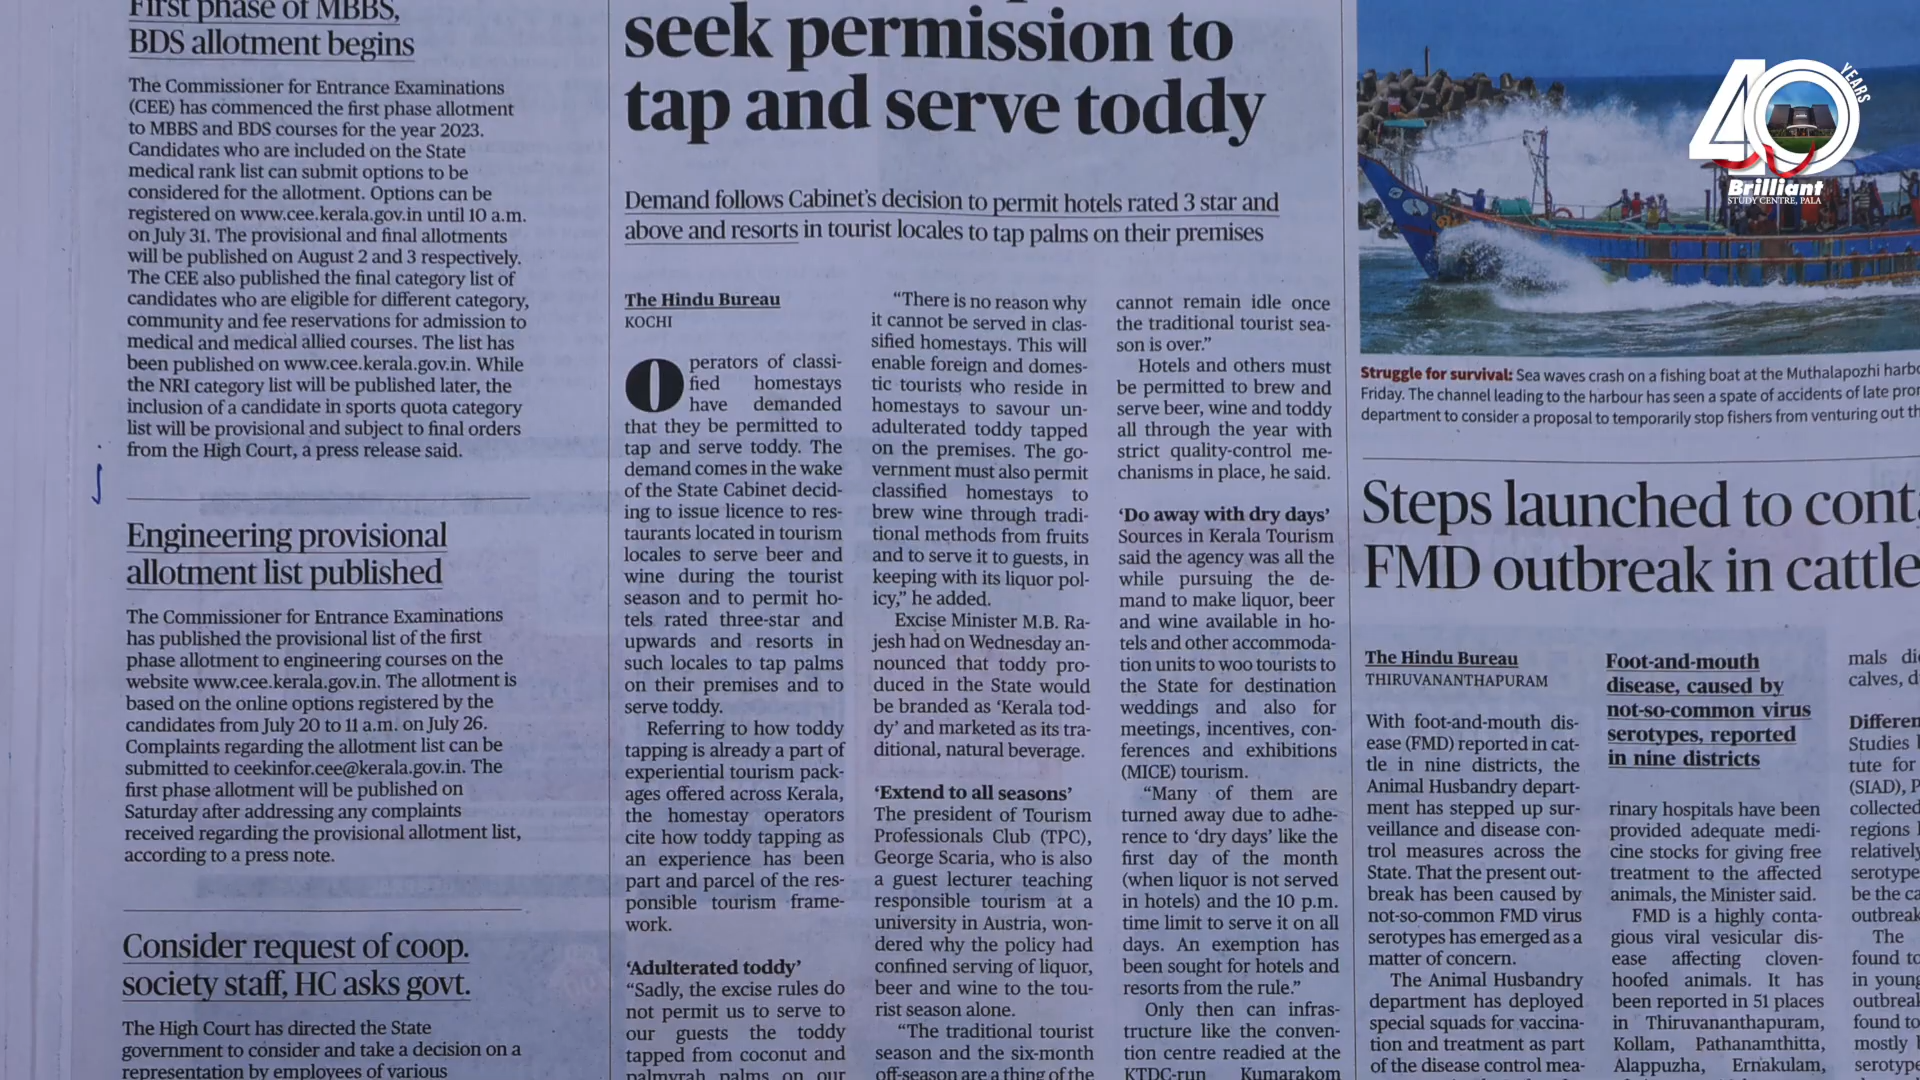 First phase of MBBS,
BDS allotment begins
The Commissioner for Entrance Examinations
(CEE) has commenced the first phase allotment
to MBBS and BDS courses for the year 2023.
Candidates who are included on the State
medical rank list can submit options to be
considered for the allotment. Options can be
registered on www.cee.kerala.gov.in until 10 a.m.
on July 31. The provisional and final allotments
will be published on August 2 and 3 respectively.
The CEE also published the final category list of
candidates who are eligible for different category,
community and fee reservations for admission to
medical and medical allied courses. The list has
been published on www.cee.kerala.gov.in. While
the NRI category list will be published later, the
inclusion of a candidate in sports quota category
list will be provisional and subject to final orders
from the High Court, a press release said.
Engineering provisional
allotment list published
The Commissioner for Entrance Examinations
has published the provisional list of the first
phase allotment to engineering courses on the
website www.cee.kerala.gov.in. The allotment is
based on the online options registered by the
candidates from July 20 to 11 a.m. on July 26.
Complaints regarding the allotment list can be
submitted to ceekinfor.cee@kerala.gov.in. The
first phase allotment will be published on
Saturday after addressing any complaints
received regarding the provisional allotment list,
according to a press note.
Consider request of coop.
society staff, HC asks govt.
The High Court has directed the State
government to consider and take a decision on a
representation by employees of various
seek permission to
tap and serve toddy
Demand follows Cabinet's decision to permit hotels rated 3 star and
above and resorts in tourist locales to tap palms on their premises
The Hindu Bureau
KOCHI
Operators of classi-
fied homestays
have demanded
that they be permitted to
tap and serve toddy. The
demand comes in the wake
of the State Cabinet decid-
ing to issue licence to res-
taurants located in tourism
locales to serve beer and
wine during the tourist
season and to permit ho-
tels rated three-star and
upwards and resorts in
such locales to tap palms
on their premises and to
serve toddy.
Referring to how toddy
tapping is already a part of
experiential tourism pack-
ages offered across Kerala,
the homestay operators
cite how toddy tapping as
an experience has been
part and parcel of the res-
ponsible tourism frame-
work.
'Adulterated toddy'
“Sadly, the excise rules do
not permit us to serve to
our guests the toddy
tapped from coconut and
palmyrah palms on our
“There is no reason why
it cannot be served in clas-
sified homestays. This will
enable foreign and domes-
tic tourists who reside in
homestays to savour un-
adulterated toddy tapped
on the premises. The go-
vernment must also permit
classified homestays to
brew wine through tradi-
tional methods from fruits
and to serve it to guests, in
keeping with its liquor pol-
icy,” he added.
Excise Minister M.B. Ra-
jesh had on Wednesday an-
nounced that toddy pro-
duced in the State would
be branded as ‘Kerala tod-
dy’ and marketed as its tra-
ditional, natural beverage.
‘Extend to all seasons’
The president of Tourism
Professionals Club (TPC),
George Scaria, who is also
a guest lecturer teaching
responsible tourism at a
university in Austria, won-
dered why the policy had
confined serving of liquor,
beer and wine to the tou-
rist season alone.
“The traditional tourist
season and the six-month
off-season are a thing of the
cannot remain idle once
the traditional tourist sea-
son is over.”
Hotels and others must
be permitted to brew and
serve beer, wine and toddy
all through the year with
strict quality-control me-
chanisms in place, he said.
‘Do away with dry days’
Sources in Kerala Tourism
said the agency was all the
while pursuing the de-
mand to make liquor, beer
and wine available in ho-
tels and other accommoda-
tion units to woo tourists to
the State for destination
weddings and also for
meetings, incentives, con-
ferences and exhibitions
(MICE) tourism.
“Many of them are
turned away due to adhe-
rence to ‘dry days’ like the
first day of the month
(when liquor is not served
in hotels) and the 10 p.m.
time limit to serve it on all
days. An exemption has
been sought for hotels and
resorts from the rule.”
Only then can infras-
tructure like the conven-
tion centre readied at the
KTDC-run Kumarakom
40 YEARS
Brilliant
STUDY CENTRE, PALA
Struggle for survival: Sea waves crash on a fishing boat at the Muthalapozhi
Friday. The channel leading to the harbour has seen a spate of accidents of late
department to consider a proposal to temporarily stop fishers from venturing out
Steps launched to
FMD outbreak in cattle
The Hindu Bureau
THIRUVANANTHAPURAM
With foot-and-mouth dis-
ease (FMD) reported in cat-
tle in nine districts, the
Animal Husbandry depart-
ment has stepped up sur-
veillance and disease con-
trol measures across the
State. That the present out-
break has been caused by
not-so-common FMD virus
serotypes has emerged as a
matter of concern.
The Animal Husbandry
department has deployed
special squads for vaccina-
tion and treatment as part
of the disease control mea-
Foot-and-mouth
disease, caused by
not-so-common virus
serotypes, reported
in nine districts
rinary hospitals have been
provided adequate medi-
cine stocks for giving free
treatment to the affected
animals, the Minister said.
FMD is a highly conta-
gious viral vesicular dis-
ease affecting cloven-
hoofed animals. It has
been reported in 51 places
in Thiruvananthapuram,
Kollam, Pathanamthitta,
Alappuzha, Ernakulam,
mals
calves,
Studies
tute for
(SIAD),
collected
regions
relatively
be the
The
found to
in
found to
mostly